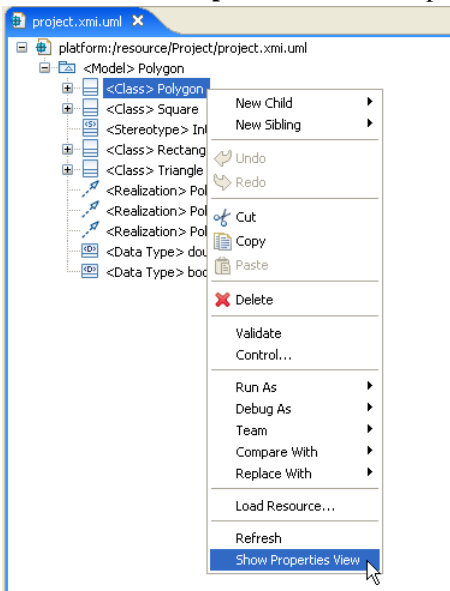 project.xmi.uml
platform:/resource/Project/project.xmi.uml
<Model> Polygon
<Class> Polygon
<Class> Square
<Stereotype>
<Class> Rectang
<Class> Triangle
<Realization> Pol
<Realization> Pol
<Realization> Pol
<Data Type> dou
<Data Type> boo
New Child
New Sibling
Undo
Redo
Cut
Copy
Paste
Delete
Validate
Control...
Run As
Debug As
Team
Compare With
Replace With
Load Resource...
Refresh
Show Properties View